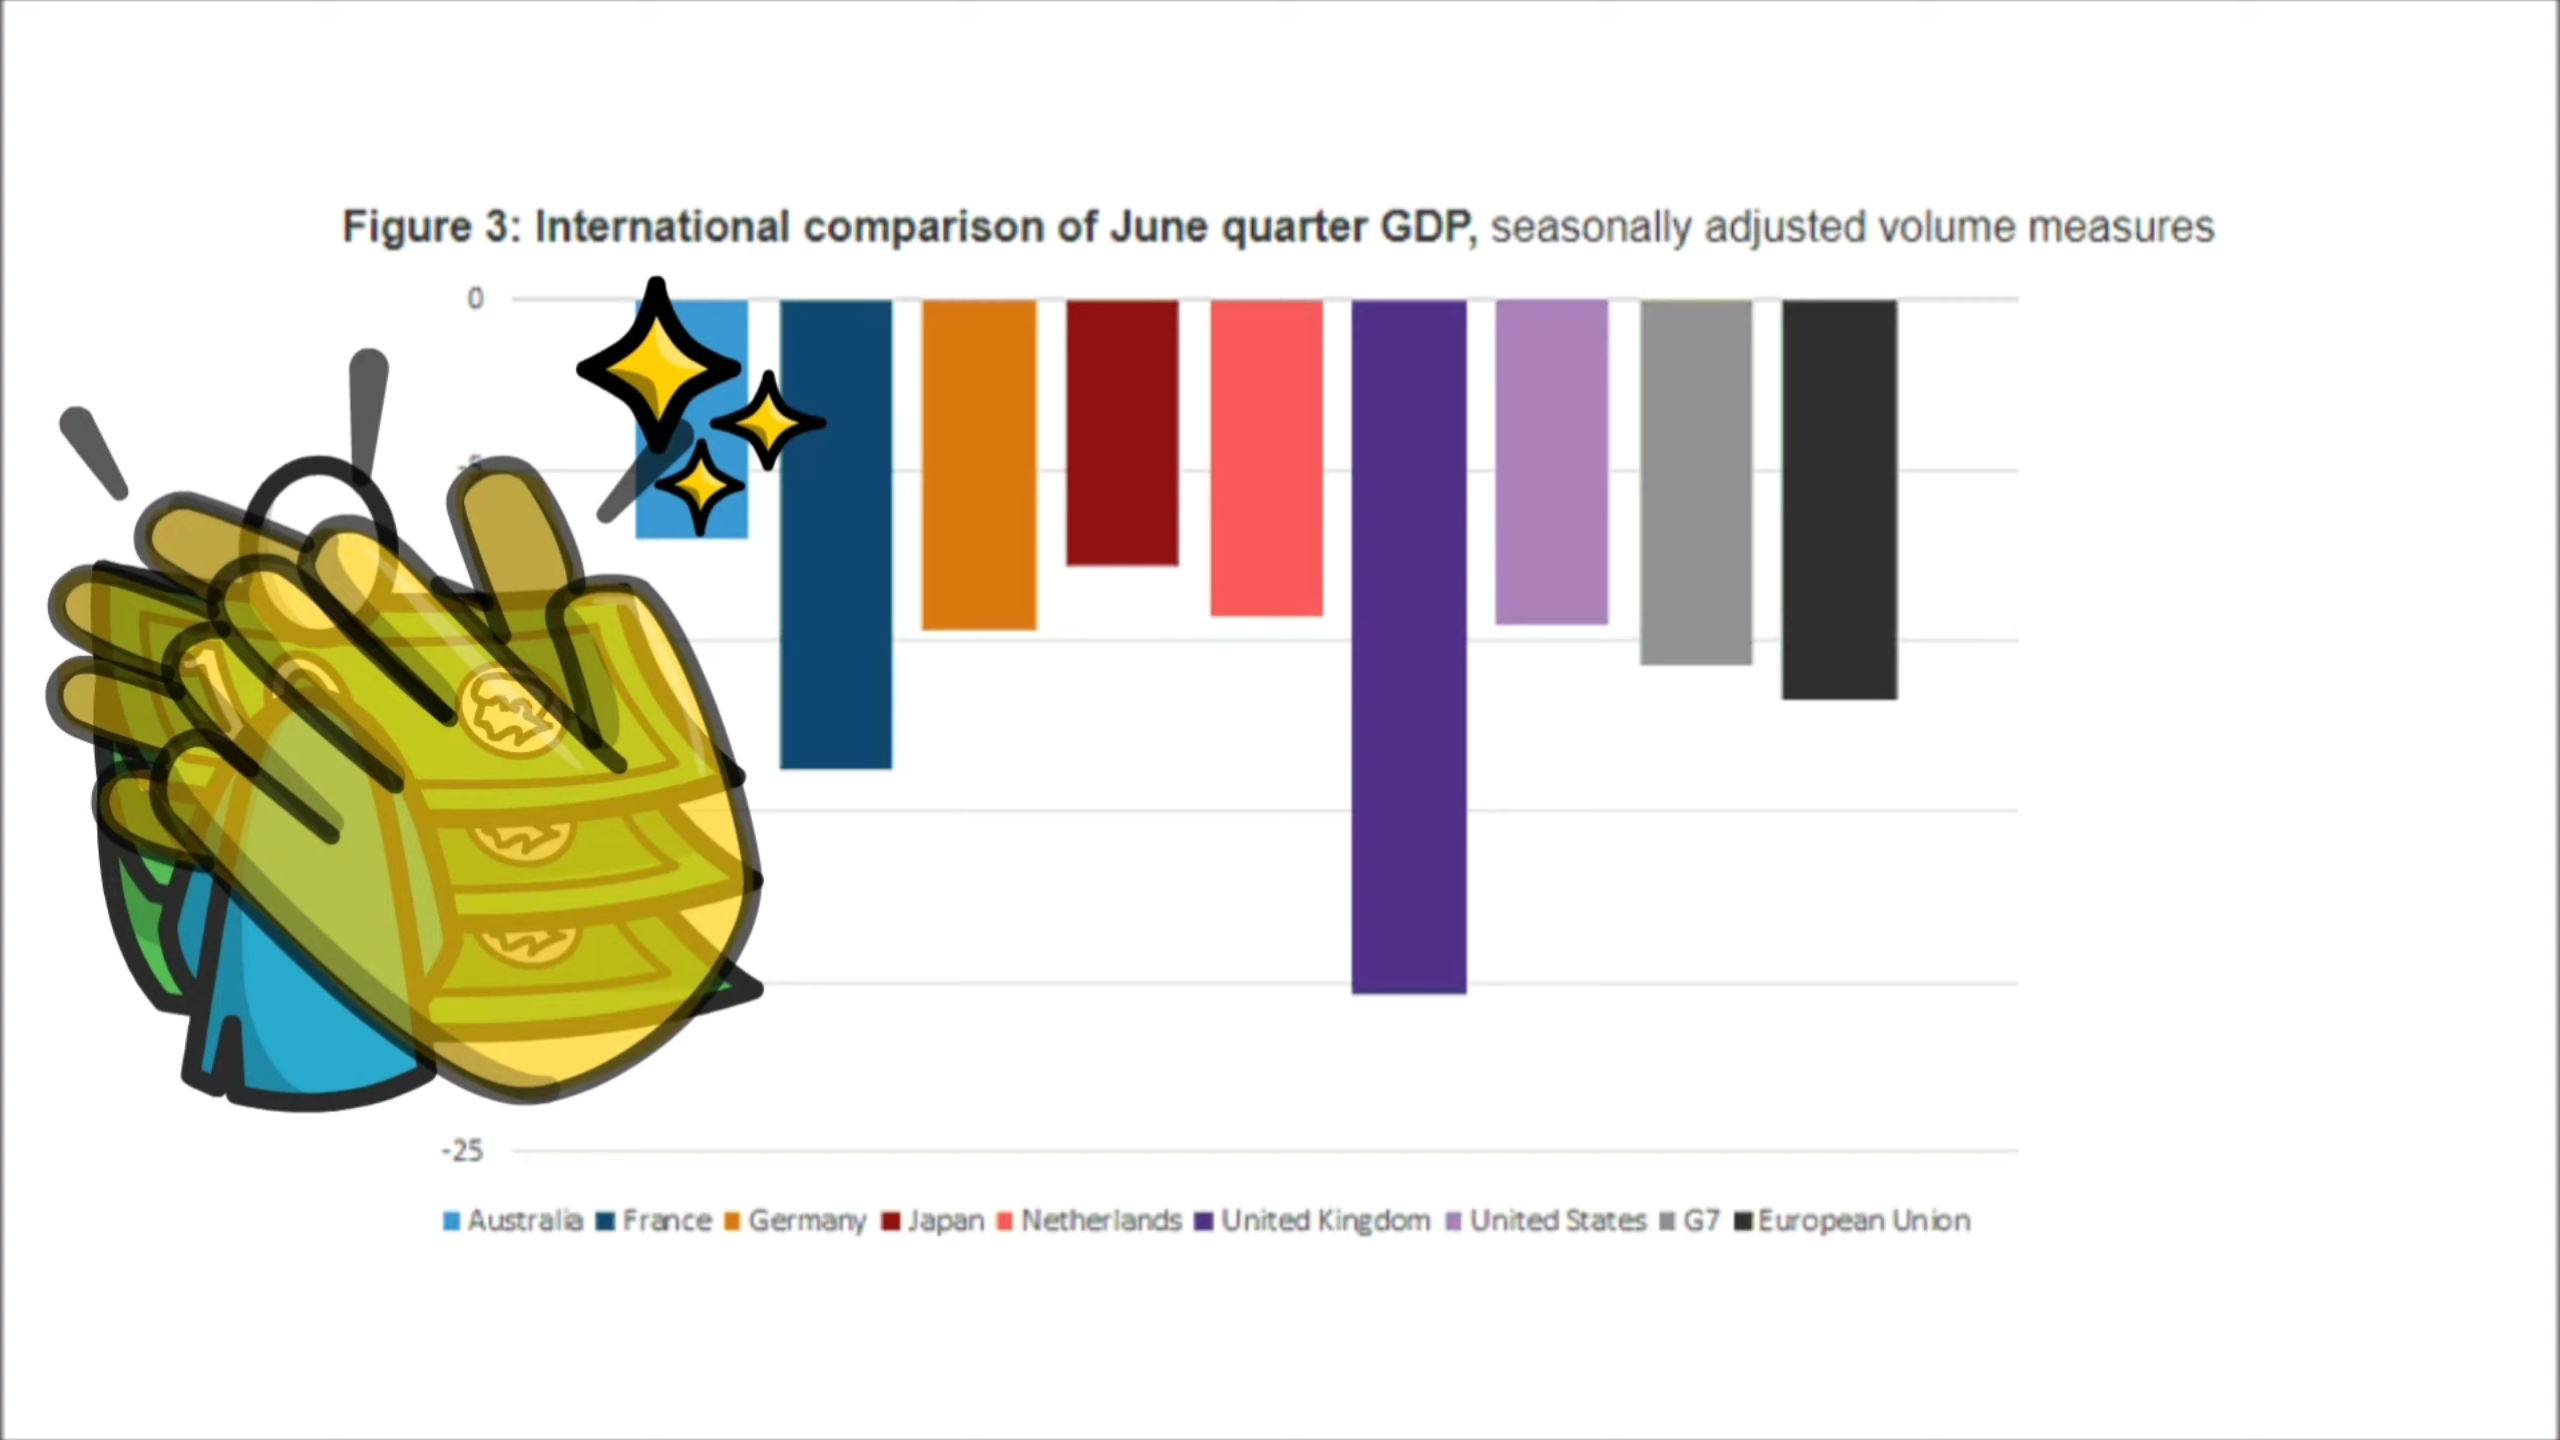 Figure 3: International comparison of June quarter GDP, seasonally adjusted volume measures
0
-5
-25
Australia France Germany Japan Netherlands United Kingdom United States G7 European Union